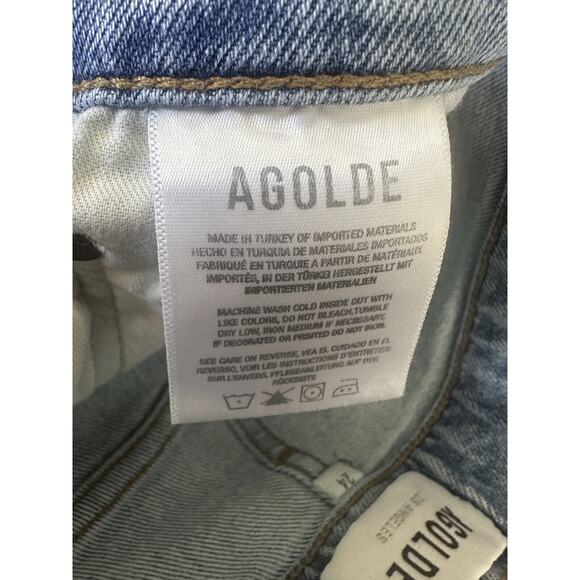 AGOLDE
MADE IN TURKEY OF IMPORTED MATERIALS
HECHO EN TURQUIA DE MATERIALES IMPORTADOS
FABRIQUÉ EN TURQUIE A PARTIR DE MATÉRIAUX
IMPORTÉS, IN DER TÜRKEI HERGESTELLT MIT
IMPORTIERTEN MATERIALIEN
MACHINE WASH COLD INSIDE OUT WITH
LIKE COLORS, DO NOT BLEACH, TUMBLE
DRY LOW, IRON MEDIUM IF NECESSARY,
IF DECORATED OR PRINTED DO NOT IRON.
SEE CARE ON REVERSE, VEA EL CUIDADO EN EL
REVERSO, VOIR LES INSTRUCTIONS D'ENTRETIEN
SUR L'ENVERS, PFLEGEANLEITUNG AUF DER
RÜCKSEITE
24
AGOLDE
LOS ANGELES